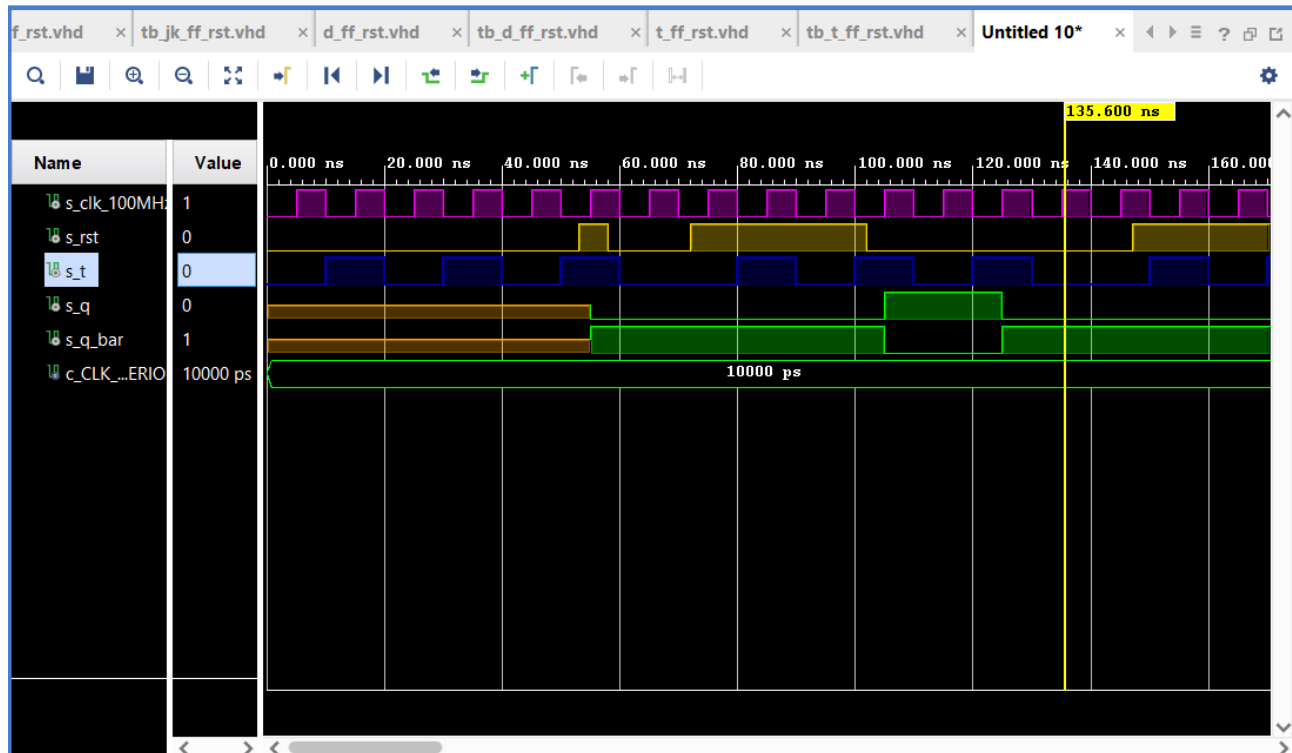 f_rst.vhd × tb_jk_ff_rst.vhd × d_ff_rst.vhd × tb_d_ff_rst.vhd × t_ff_rst.vhd × tb_t_ff_rst.vhd × Untitled 10* × ?
135.600 ns
Name Value 0.000 ns 20.000 ns 40.000 ns 60.000 ns 80.000 ns 100.000 ns 120.000 ns 140.000 ns 160.00
s_clk_100MH 1
s_rst 0
s_t 0
s_q 0
s_q_bar 1
c_CLK_...ERIO 10000 ps 10000 ps